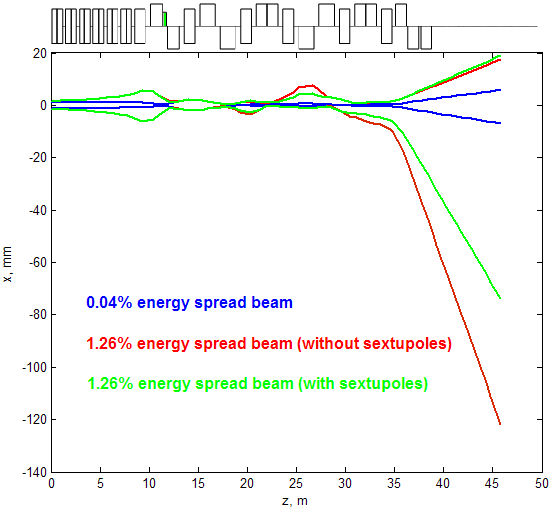 20
0
-20
-40
-60
-80
-100
-120
-140
x, mm
0.04% energy spread beam
1.26% energy spread beam (without sextupoles)
1.26% energy spread beam (with sextupoles)
0 5 10 15 20 25 30 35 40 45 50
z, m